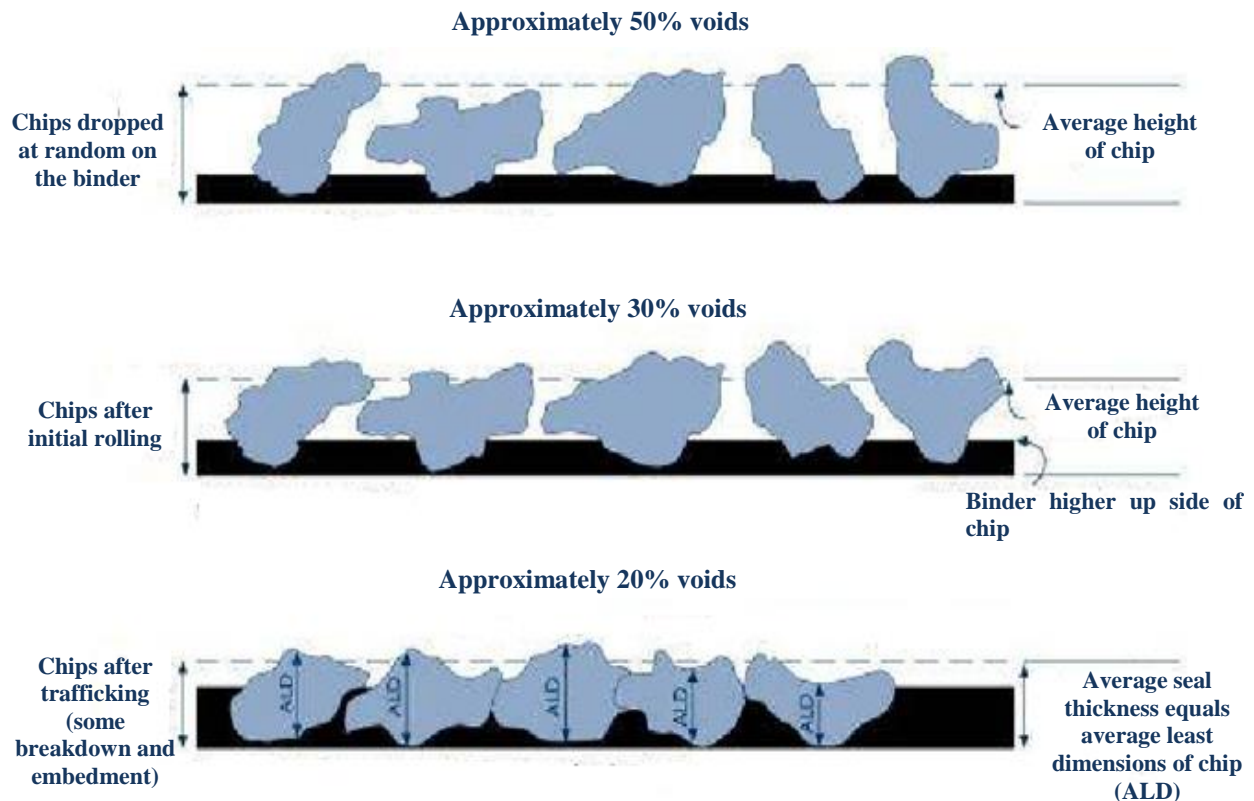 Approximately 50% voids
Chips dropped
at random on
the binder
Average height
of chip
Approximately 30% voids
Chips after
initial rolling
Average height
of chip
Binder higher up side of
chip
Approximately 20% voids
Chips after
trafficking
(some
breakdown and
embedment)
ALD
ALD
ALD
ALD
ALD
Average seal
thickness equals
average least
dimensions of chip
(ALD)